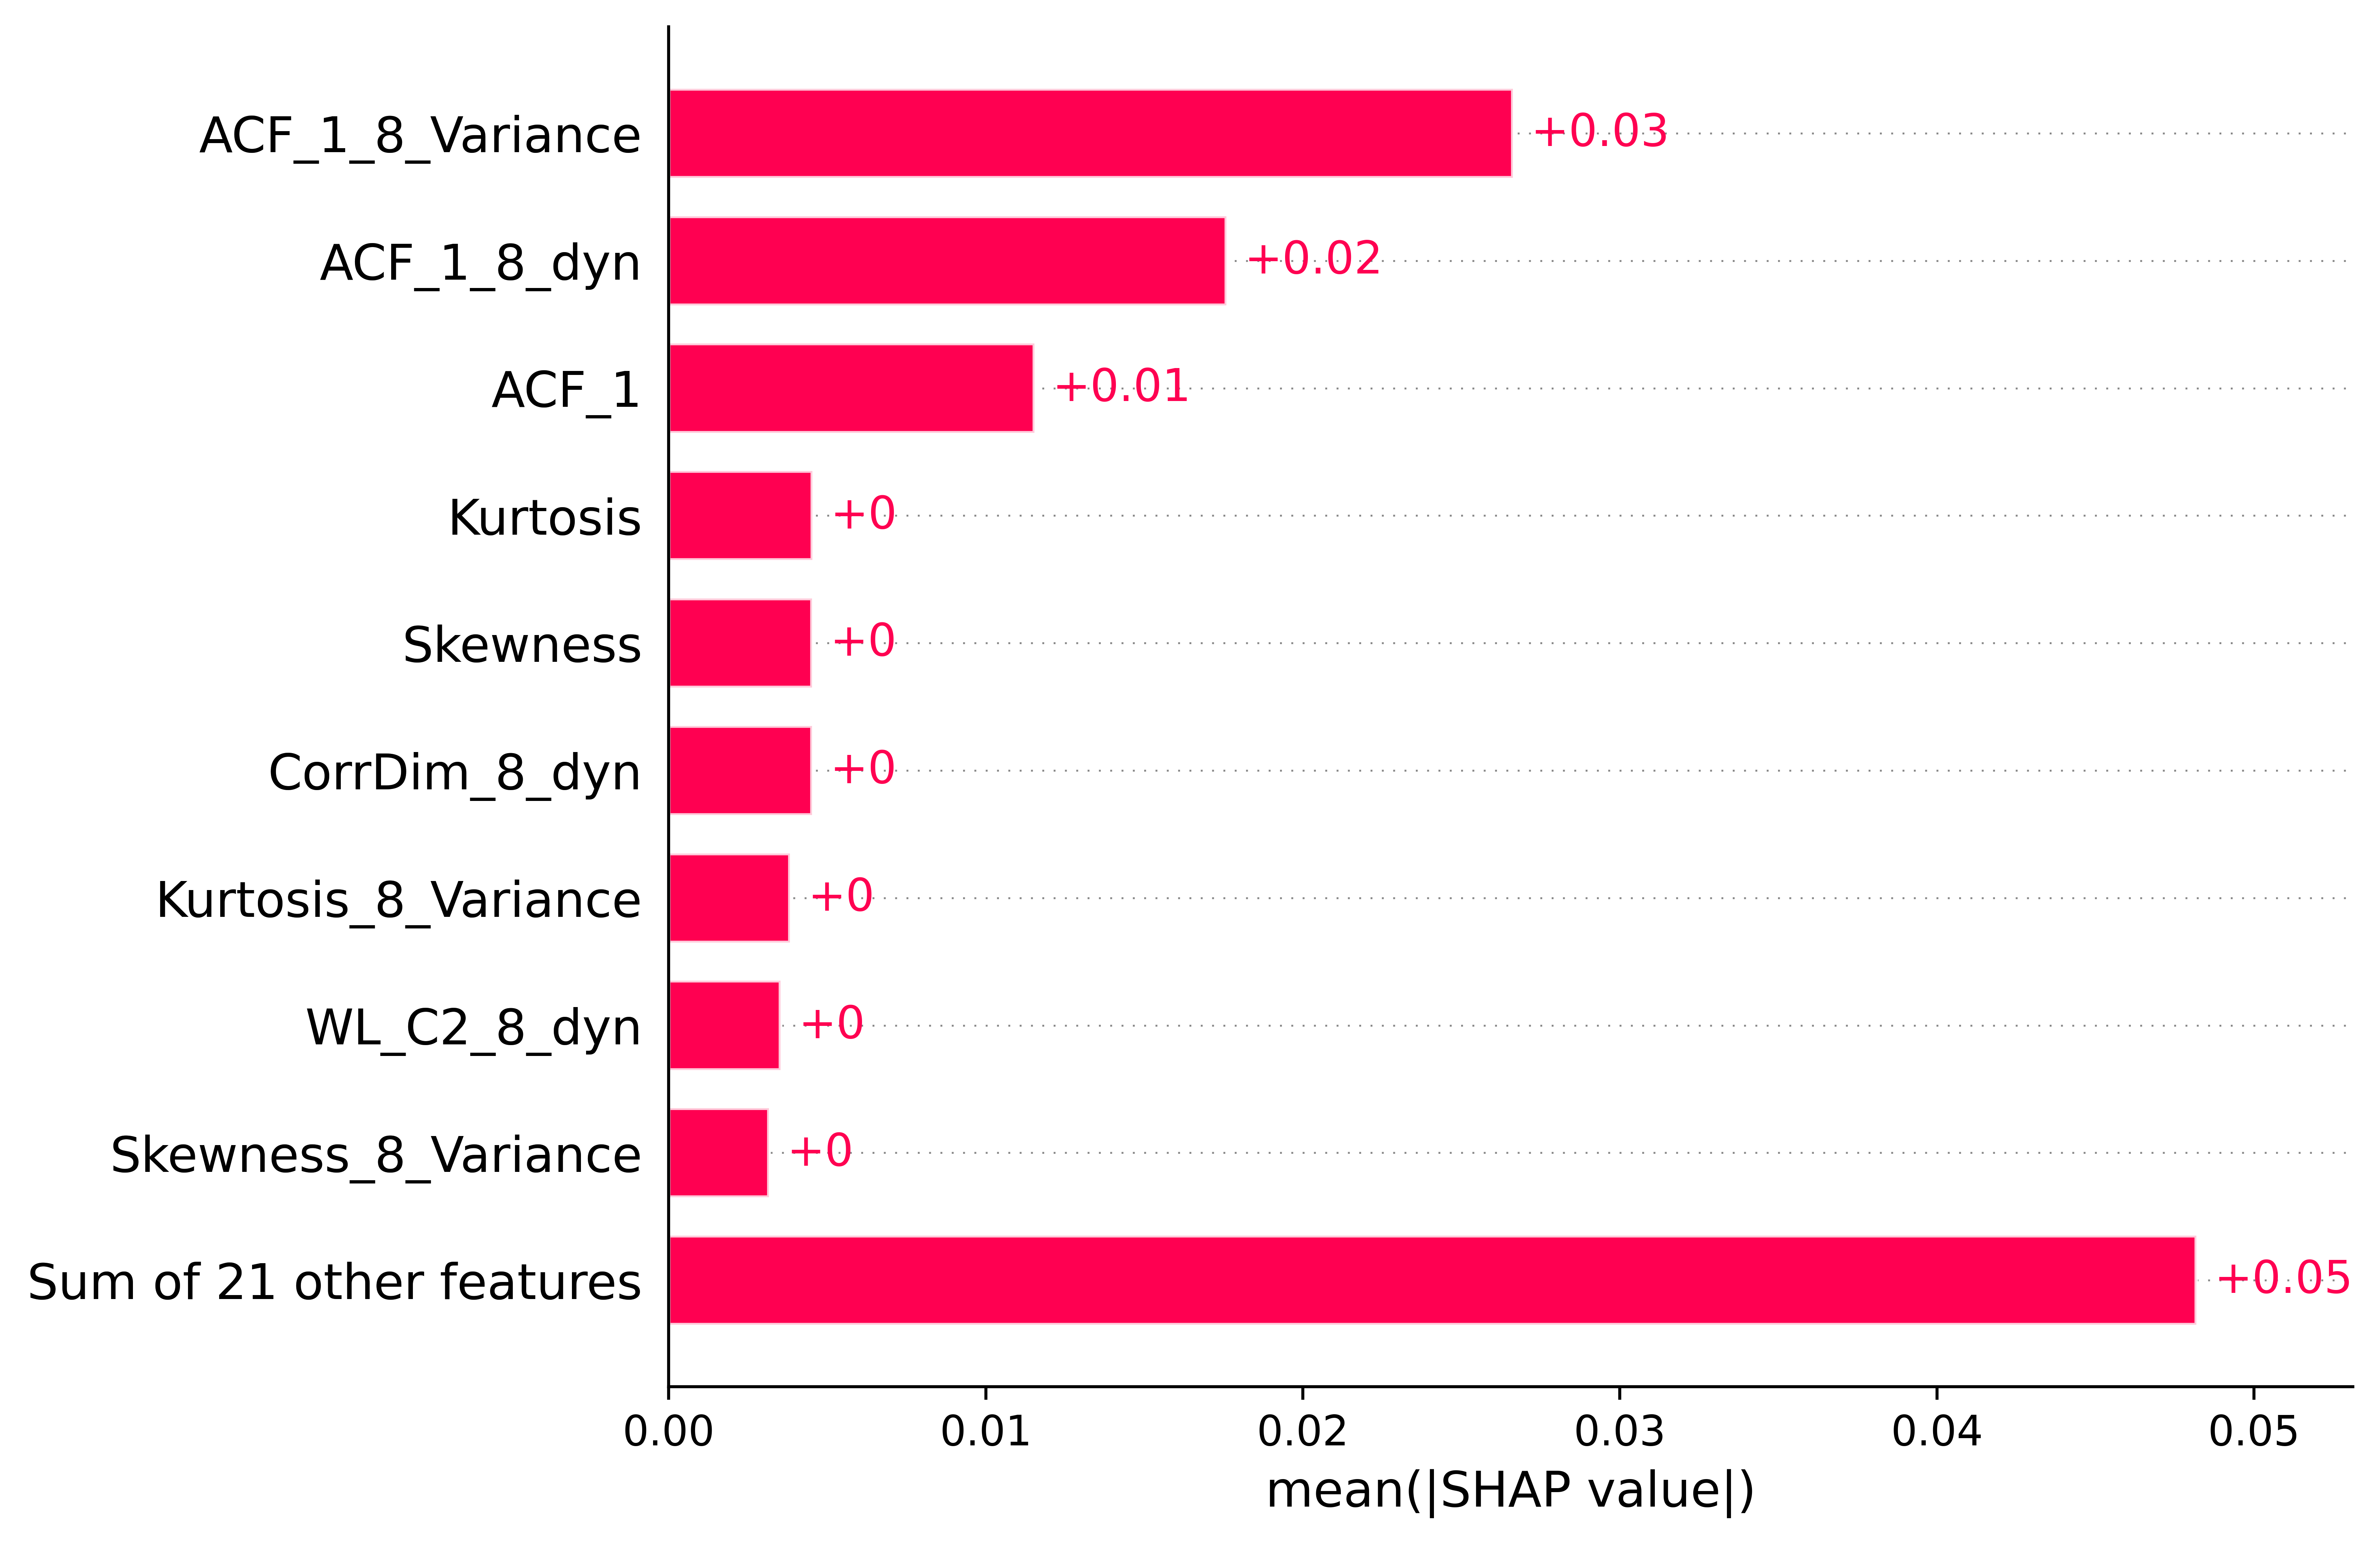 ACF_1_8_Variance +0.03
ACF_1_8_dyn +0.02
ACF_1 +0.01
Kurtosis +0
Skewness +0
CorrDim_8_dyn +0
Kurtosis_8_Variance +0
WL_C2_8_dyn +0
Skewness_8_Variance +0
Sum of 21 other features +0.05
0.00 0.01 0.02 0.03 0.04 0.05
mean(|SHAP value|)